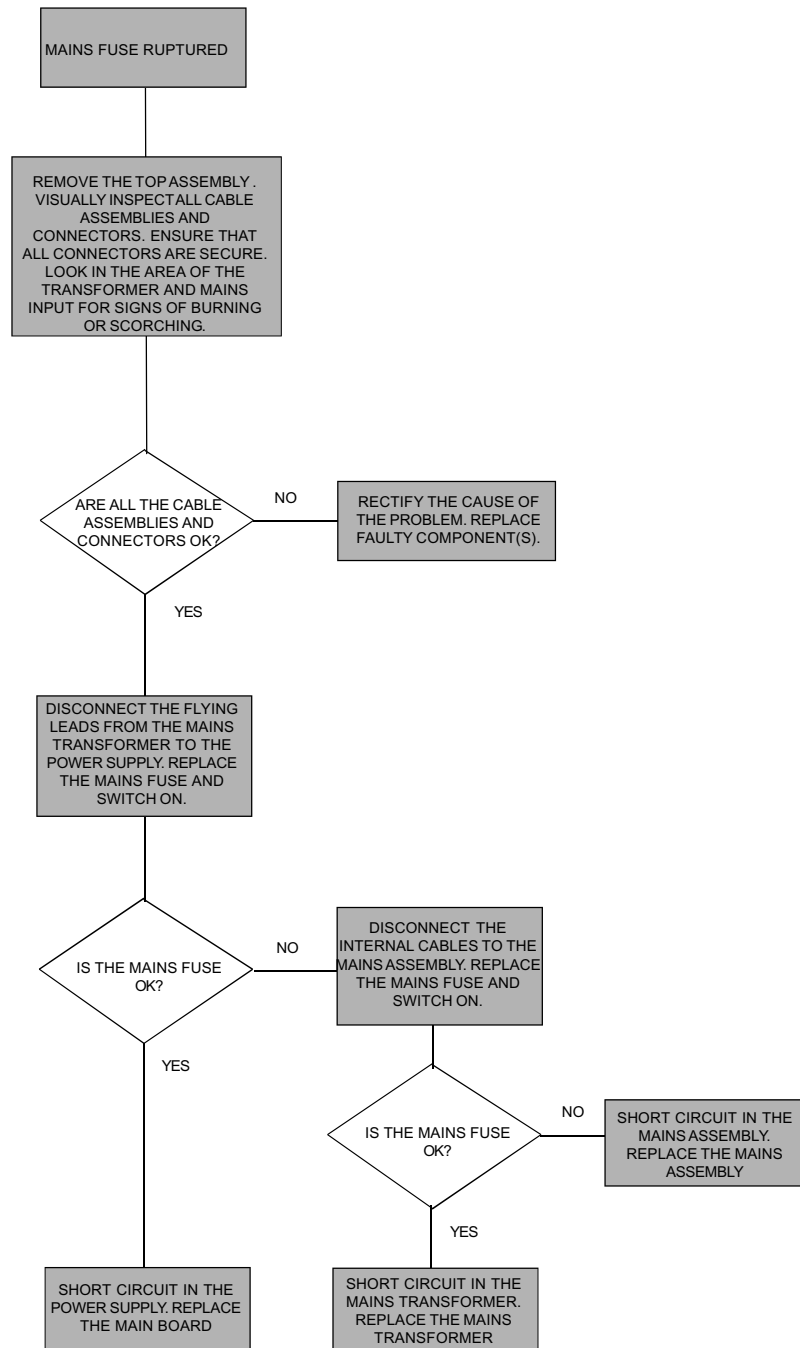 MAINS FUSE RUPTURED
REMOVE THE TOP ASSEMBLY .
VISUALLY INSPECT ALL CABLE
ASSEMBLIES AND
CONNECTORS. ENSURE THAT
ALL CONNECTORS ARE SECURE.
LOOK IN THE AREA OF THE
TRANSFORMER AND MAINS
INPUT FOR SIGNS OF BURNING
OR SCORCHING.
ARE ALL THE CABLE
ASSEMBLIES AND
CONNECTORS OK?
NO
RECTIFY THE CAUSE OF
THE PROBLEM. REPLACE
FAULTY COMPONENT(S).
YES
DISCONNECT THE FLYING
LEADS FROM THE MAINS
TRANSFORMER TO THE
POWER SUPPLY. REPLACE
THE MAINS FUSE AND
SWITCH ON.
IS THE MAINS FUSE
OK?
NO
DISCONNECT THE
INTERNAL CABLES TO THE
MAINS ASSEMBLY. REPLACE
THE MAINS FUSE AND
SWITCH ON.
YES
IS THE MAINS FUSE
OK?
NO
SHORT CIRCUIT IN THE
MAINS ASSEMBLY.
REPLACE THE MAINS
ASSEMBLY
YES
SHORT CIRCUIT IN THE
POWER SUPPLY. REPLACE
THE MAIN BOARD
SHORT CIRCUIT IN THE
MAINS TRANSFORMER.
REPLACE THE MAINS
TRANSFORMER